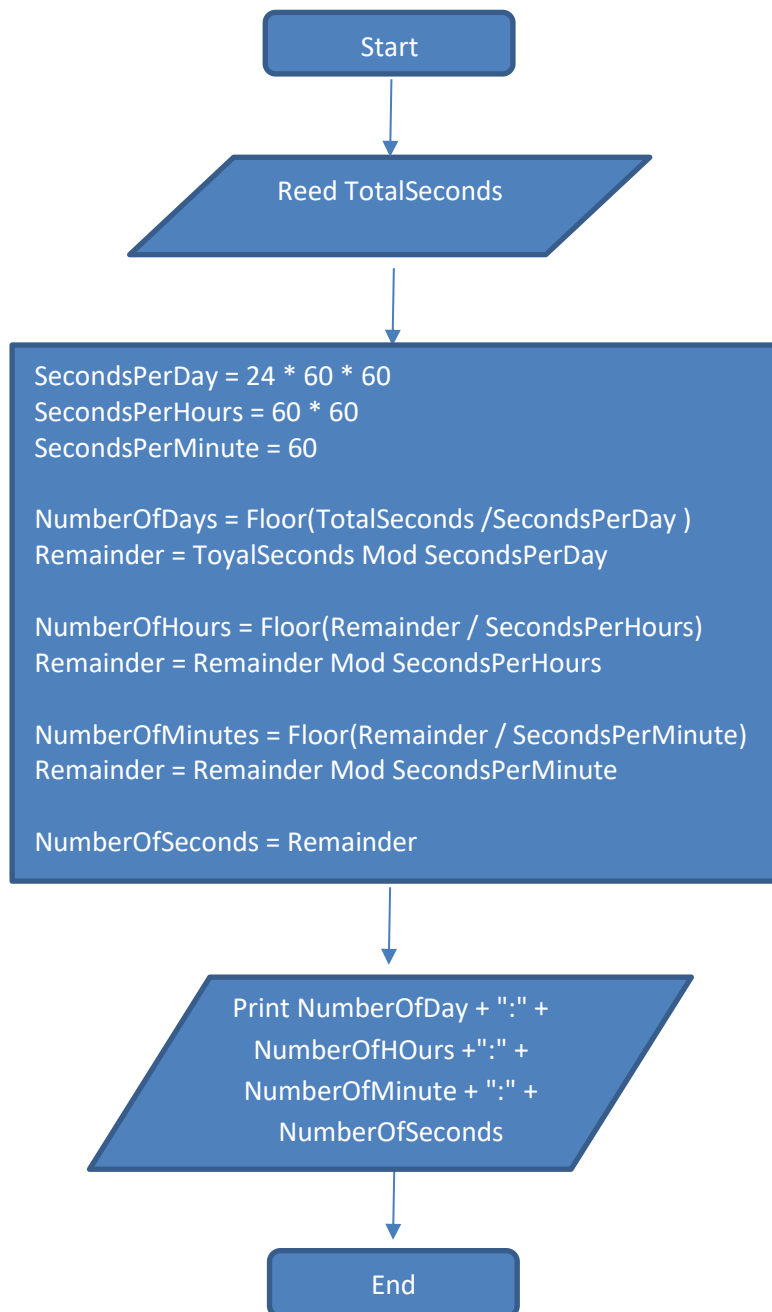 Start
Reed TotalSeconds
SecondsPerDay = 24 * 60 * 60
SecondsPerHours = 60 * 60
SecondsPerMinute = 60
NumberOfDays = Floor(TotalSeconds /SecondsPerDay )
Remainder = ToyalSeconds Mod SecondsPerDay
NumberOfHours = Floor(Remainder / SecondsPerHours)
Remainder = Remainder Mod SecondsPerHours
NumberOfMinutes = Floor(Remainder / SecondsPerMinute)
Remainder = Remainder Mod SecondsPerMinute
NumberOfSeconds = Remainder
Print NumberOfDay + ":" +
NumberOfHOurs +":" +
NumberOfMinute + ":" +
NumberOfSeconds
End